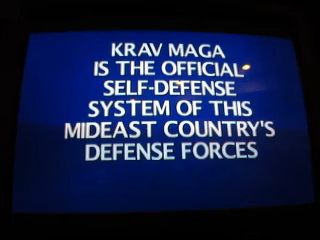 KRAV MAGA
IS THE OFFICIAL
SELF-DEFENSE
SYSTEM OF THIS
MIDEAST COUNTRY'S
DEFENSE FORCES